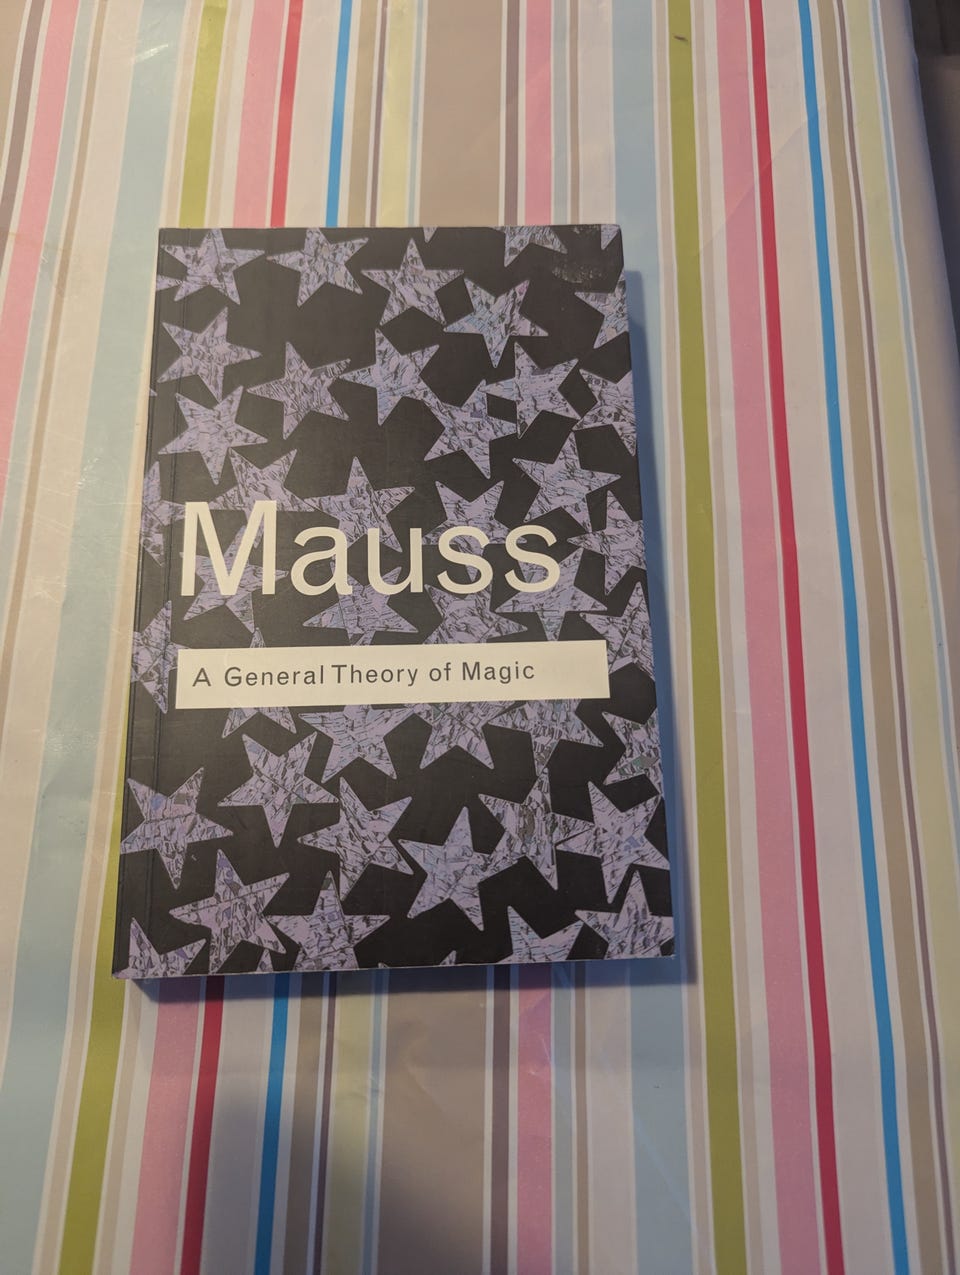 Mauss
A General Theory of Magic